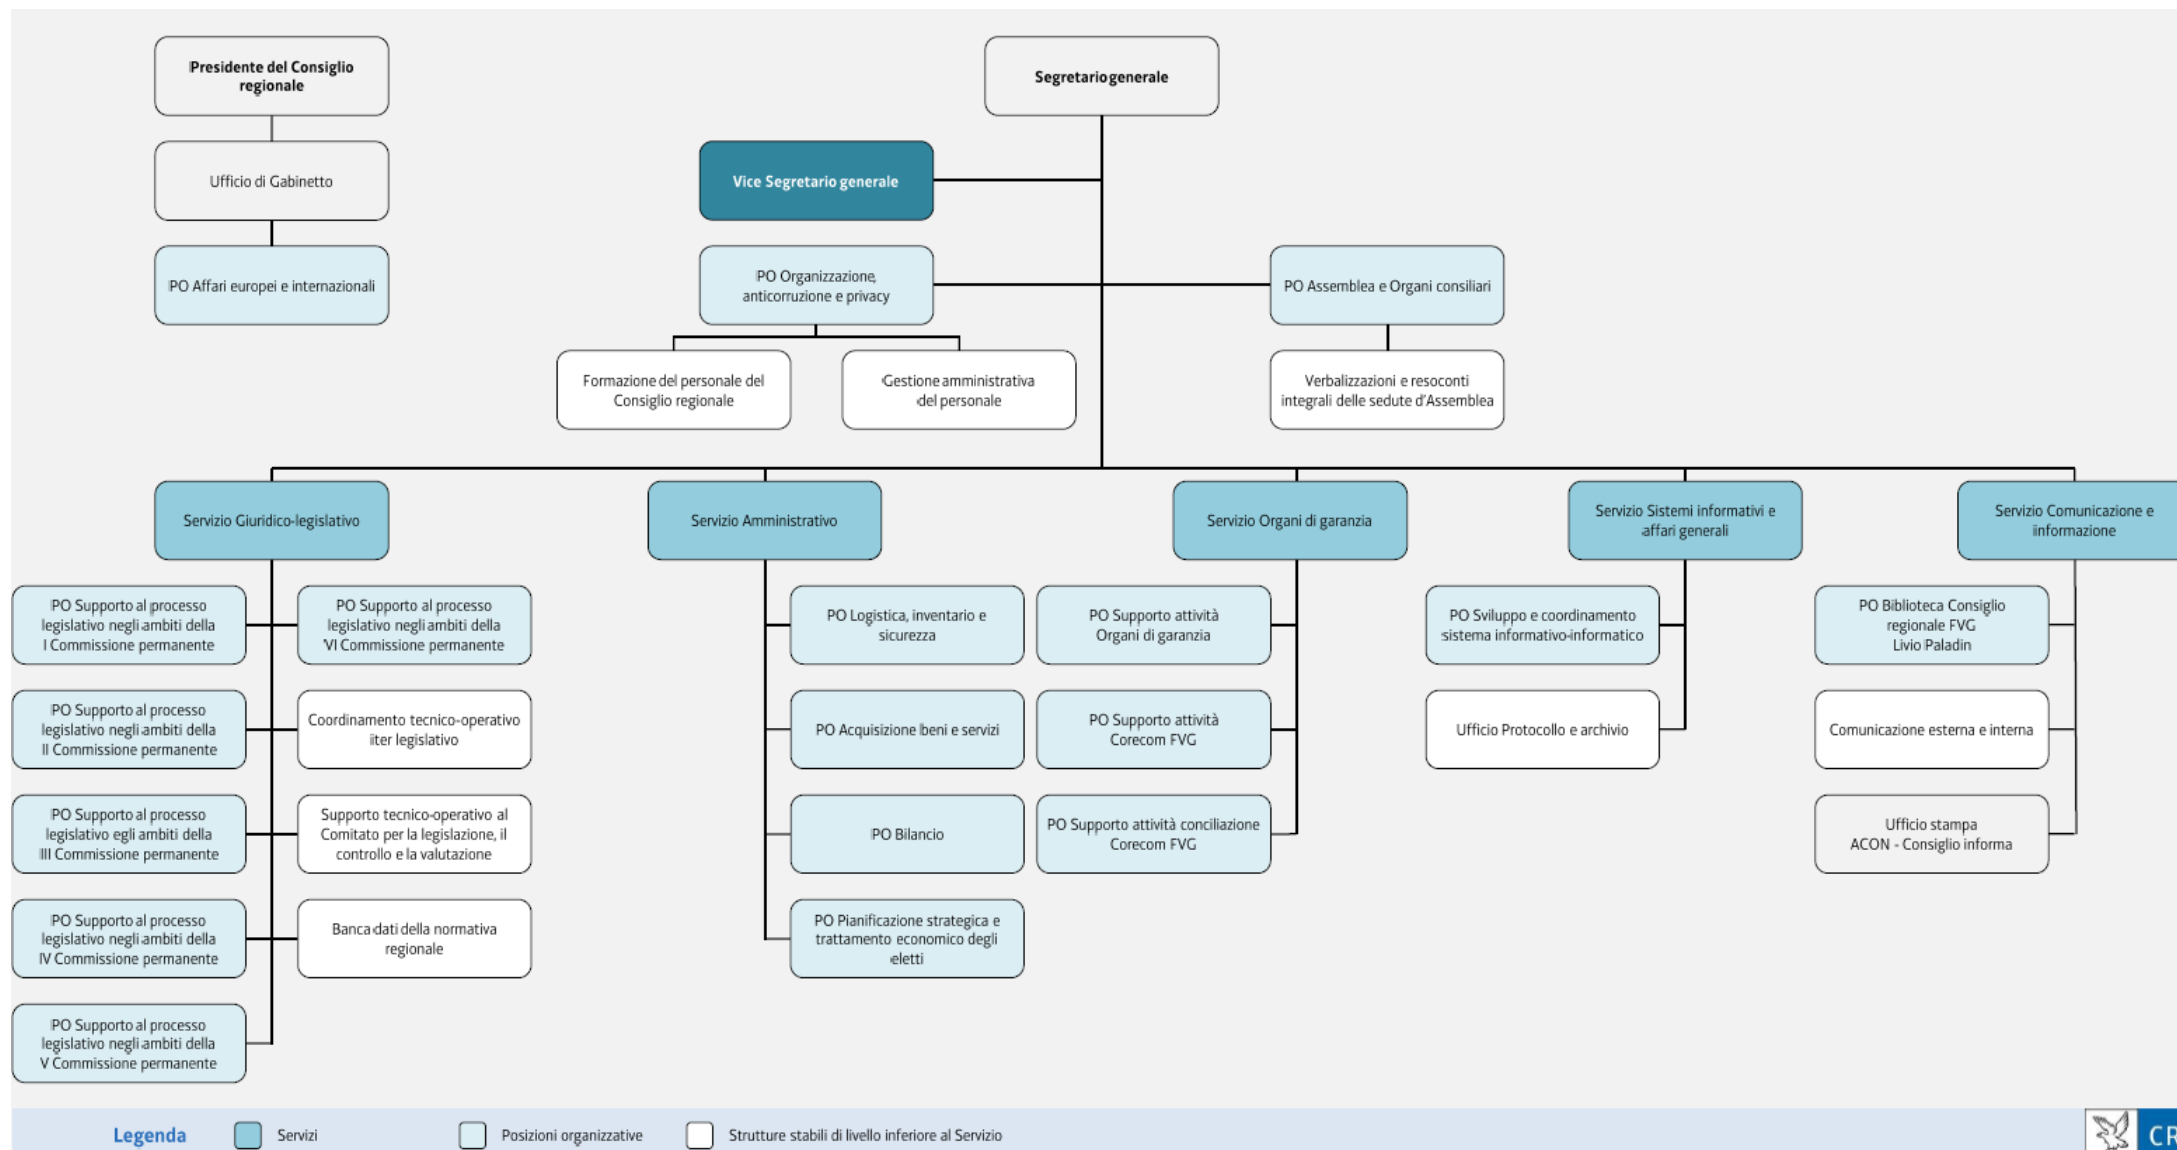 Presidente del Consiglio
regionale
Segretario generale
Ufficio di Gabinetto
Vice Segretario generale
PO Affari europei e internazionali
PO Organizzazione,
anticorruzione e privacy
PO Assemblea e Organi consiliari
Formazione del personale del
Consiglio regionale
Gestione amministrativa
del personale
Verbalizzazioni e resoconti
integrali delle sedute d'Assemblea
Servizio Giuridico-legislativo
Servizio Amministrativo
Servizio Organi di garanzia
Servizio Sistemi informativi e
affari generali
Servizio Comunicazione e
informazione
PO Supporto al processo
legislativo negli ambiti della
I Commissione permanente
PO Supporto al processo
legislativo negli ambiti della
VI Commissione permanente
PO Supporto al processo
legislativo negli ambiti della
II Commissione permanente
Coordinamento tecnico-operativo
iter legislativo
PO Supporto al processo
legislativo egli ambiti della
III Commissione permanente
Supporto tecnico-operativo al
Comitato per la legislazione, il
controllo e la valutazione
PO Supporto al processo
legislativo negli ambiti della
IV Commissione permanente
Banca dati della normativa
regionale
PO Supporto al processo
legislativo negli ambiti della
V Commissione permanente
PO Logistica, inventario e
sicurezza
PO Acquisizione beni e servizi
PO Bilancio
PO Pianificazione strategica e
trattamento economico degli
eletti
PO Supporto attività
Organi di garanzia
PO Supporto attività
Corecom FVG
PO Supporto attività conciliazione
Corecom FVG
PO Sviluppo e coordinamento
sistema informativo-informatico
Ufficio Protocollo e archivio
PO Biblioteca Consiglio
regionale FVG
Livio Paladin
Comunicazione esterna e interna
Ufficio stampa
ACON - Consiglio informa
Legenda
Servizi
Posizioni organizzative
Strutture stabili di livello inferiore al Servizio
CR